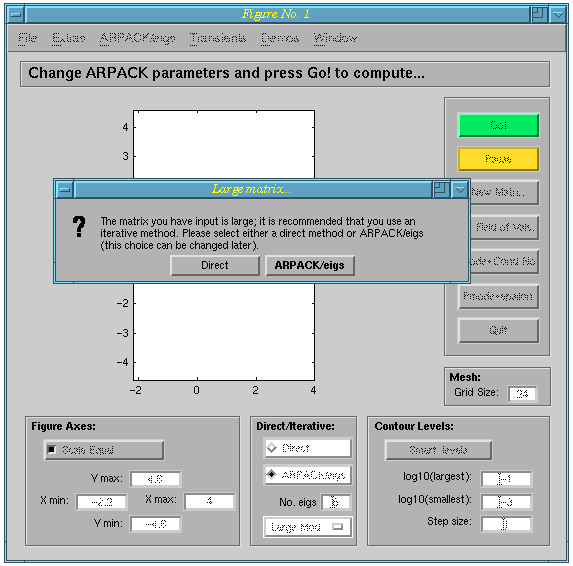 Figure No. 1
File Extras ARPACK/eigs Transients Demos Window
Change ARPACK parameters and press Go! to compute...
4
3
Go!
Pause
Large matrix...
New Matrix..
The matrix you have input is large; it is recommended that you use an
iterative method. Please select either a direct method or ARPACK/eigs
(this choice can be changed later).
Direct
ARPACK/eigs
Field of Vals.
Cond. No
−2
−3
−4
−2
0
2
4
Pmode+epsilon
Quit
Mesh:
Grid Size: 24
Figure Axes:
Scale Equal
Y max: 4.6
X min: −2.2 X max: 4
Y min: −4.6
Direct/Iterative:
Direct
ARPACK/eigs
No. eigs 6
Large Mod
Contour Levels:
Smart levels
log10(largest): −1
log10(smallest): −3
Step size: